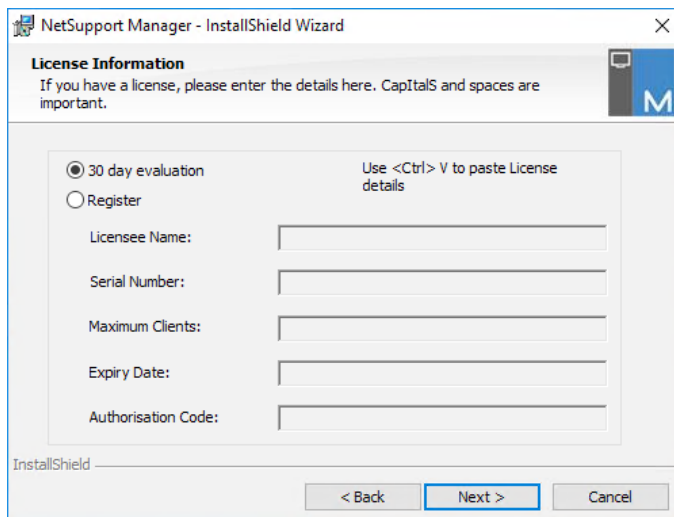 NetSupport Manager - InstallShield Wizard
License Information
If you have a license, please enter the details here. CapItalS and spaces are
important.
M
30 day evaluation
Use <Ctrl> V to paste License
details
Register
Licensee Name:
Serial Number:
Maximum Clients:
Expiry Date:
Authorisation Code:
InstallShield
< Back
Next >
Cancel